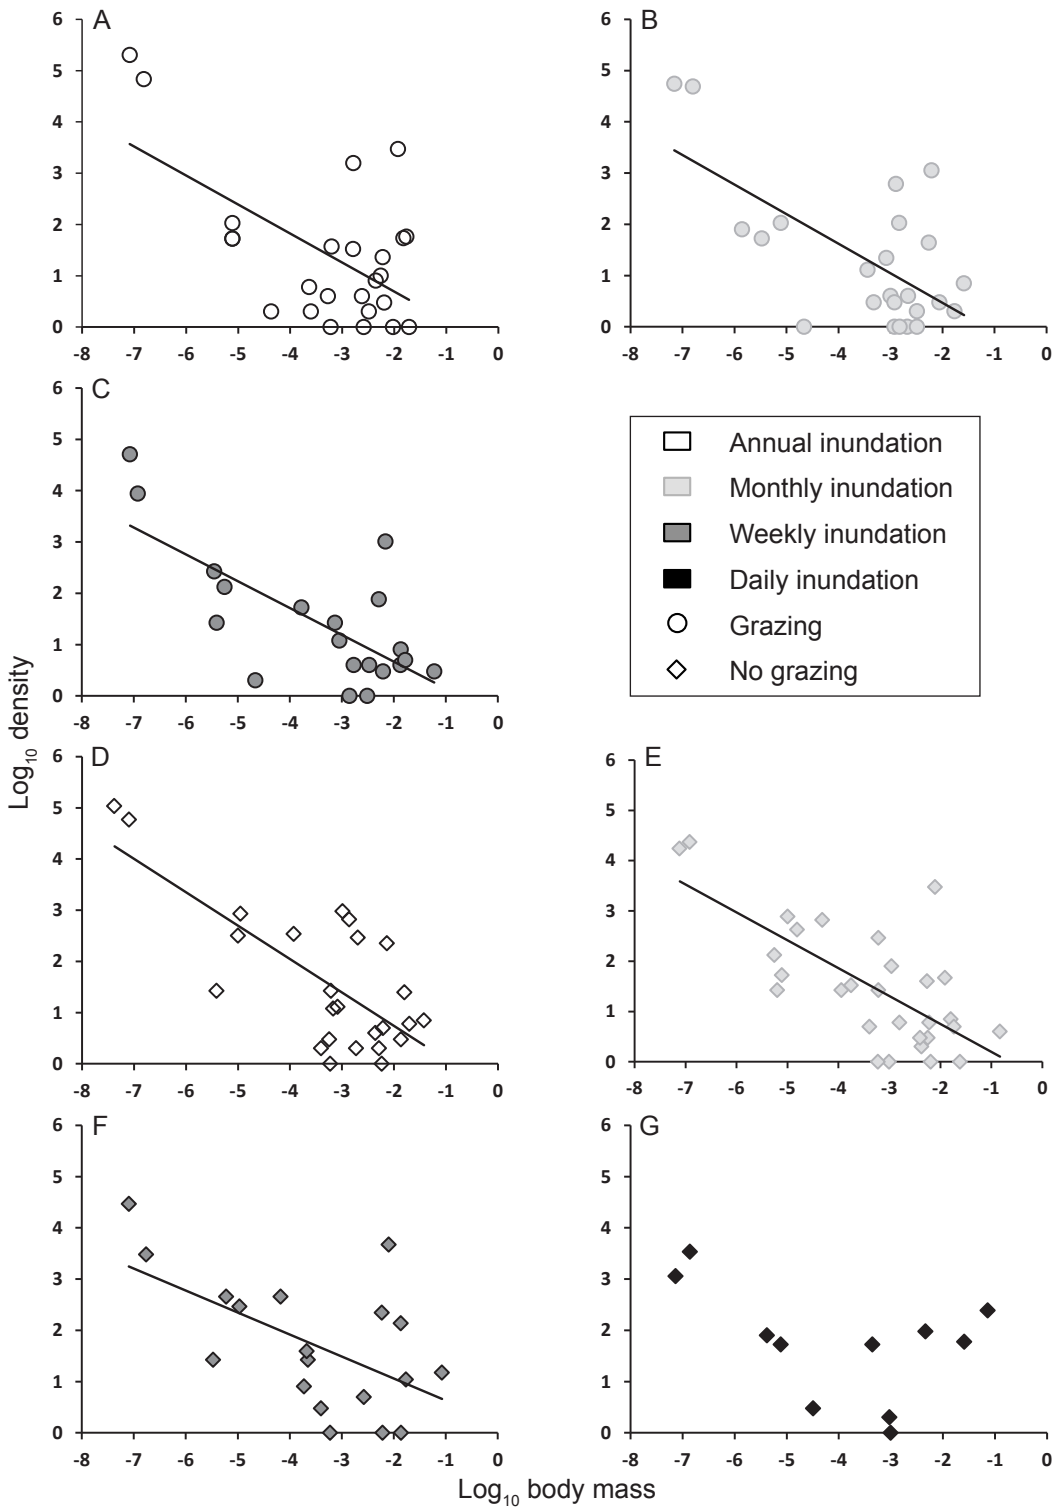 A
6
5
4
3
2
1
0
-8 -7 -6 -5 -4 -3 -2 -1 0
B
6
5
4
3
2
1
0
-8 -7 -6 -5 -4 -3 -2 -1 0
C
6
5
4
3
2
1
0
-8 -7 -6 -5 -4 -3 -2 -1 0
Annual inundation
Monthly inundation
Weekly inundation
Daily inundation
Grazing
No grazing
Log10 density
D
6
5
4
3
2
1
0
-8 -7 -6 -5 -4 -3 -2 -1 0
E
6
5
4
3
2
1
0
-8 -7 -6 -5 -4 -3 -2 -1 0
F
6
5
4
3
2
1
0
-8 -7 -6 -5 -4 -3 -2 -1 0
G
6
5
4
3
2
1
0
-8 -7 -6 -5 -4 -3 -2 -1 0
Log10 body mass